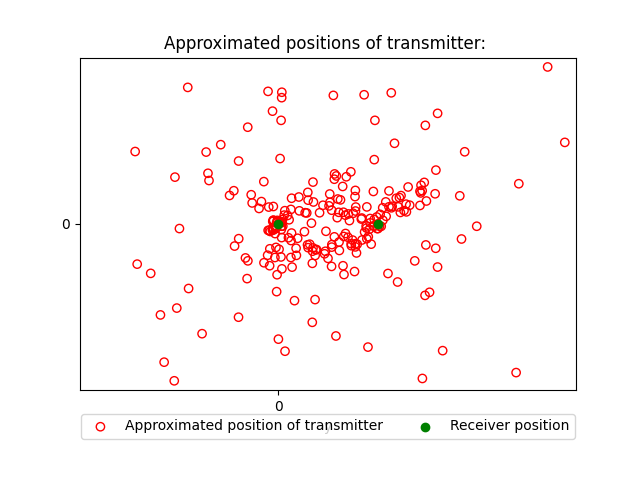 Approximated positions of transmitter:
0
0
Approximated position of transmitter
Receiver position